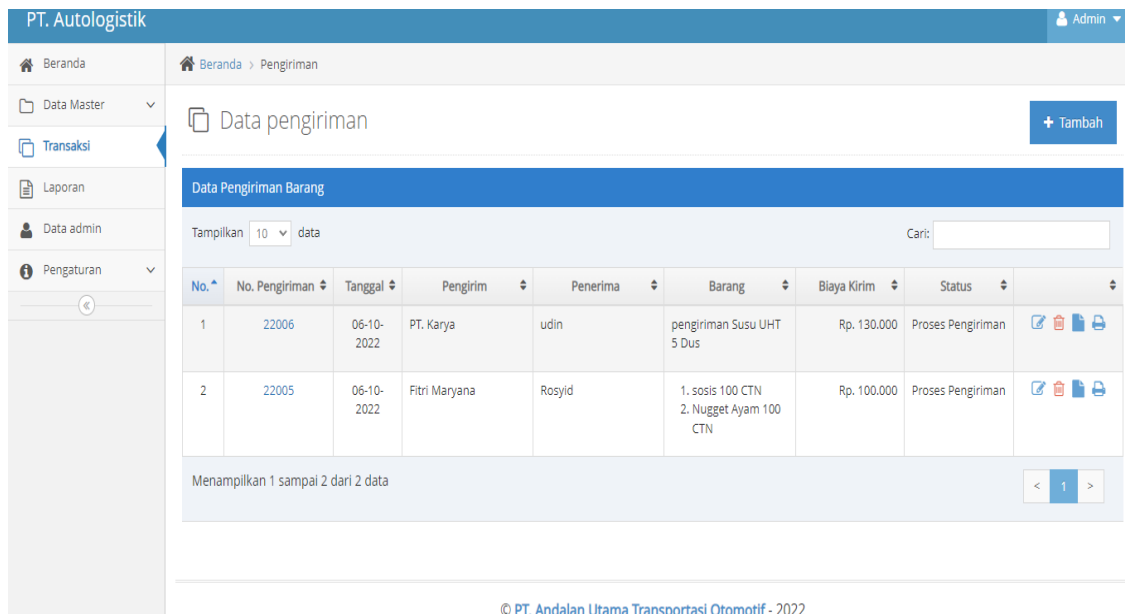 PT. Autologistik
Admin
Beranda
Data Master
Transaksi
Laporan
Data admin
Pengaturan
Beranda > Pengiriman
Data pengiriman
+ Tambah
Data Pengiriman Barang
Tampilkan 10 data
Cari:
No. No. Pengiriman Tanggal Pengirim Penerima Barang Biaya Kirim Status
1 22006 06-10- PT. Karya udin pengiriman Susu UHT Rp. 130.000 Proses Pengiriman
2022 5 Dus
2 22005 06-10- Fitri Maryana Rosyid 1. sosis 100 CTN Rp. 100.000 Proses Pengiriman
2022 2. Nugget Ayam 100
CTN
Menampilkan 1 sampai 2 dari 2 data
< 1 >
© PT. Andalan Utama Transportasi Otomotif - 2022